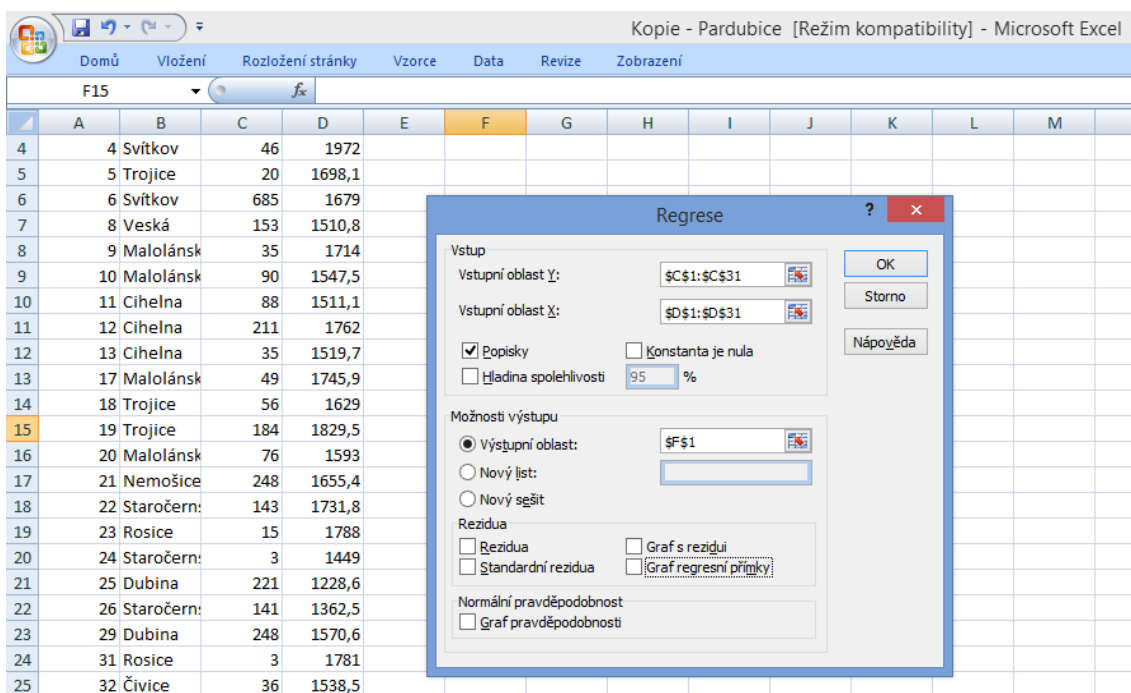 Kopie - Pardubice [Režim kompatibility] - Microsoft Excel
Domů Vložení Rozložení stránky Vzorce Data Revize Zobrazení
F15 fx
A B C D E F G H I J K L M
4 4 Svítkov 46 1972
5 5 Trojice 20 1698,1
6 6 Svítkov 685 1679
7 8 Veská 153 1510,8
8 9 Malolánsk 35 1714
9 10 Malolánsk 90 1547,5
10 11 Cihelna 88 1511,1
11 12 Cihelna 211 1762
12 13 Cihelna 35 1519,7
13 17 Malolánsk 49 1745,9
14 18 Trojice 56 1629
15 19 Trojice 184 1829,5
16 20 Malolánsk 76 1593
17 21 Nemošice 248 1655,4
18 22 Staročerns 143 1731,8
19 23 Rosice 15 1788
20 24 Staročerns 3 1449
21 25 Dubina 221 1228,6
22 26 Staročerns 141 1362,5
23 29 Dubina 248 1570,6
24 31 Rosice 3 1781
25 32 Čivice 36 1538,5
Regrese ? x
Vstup
Vstupní oblast Y: $C$1:$C$31
Vstupní oblast X: $D$1:$D$31
Popisky Konstanta je nula
Hladina spolehlivosti 95 %
OK
Storno
Nápověda
Možnosti výstupu
Výstupní oblast: $F$1
Nový list:
Nový sešit
Rezidua
Rezidua Graf s rezidui
Standardní rezidua Graf regresní přímky
Normální pravděpodobnost
Graf pravděpodobnosti